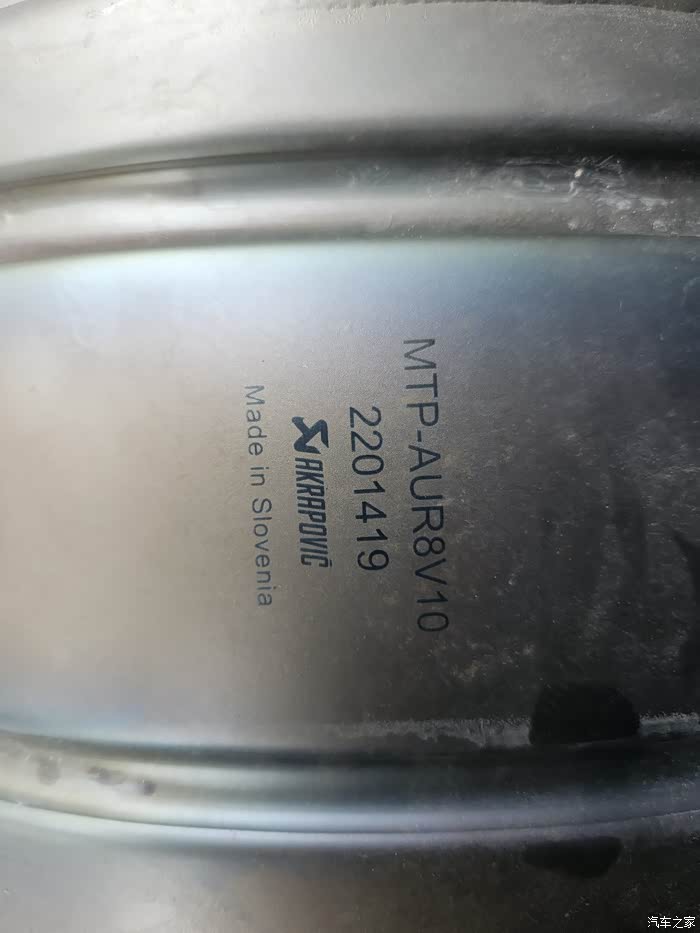 MTP-AUR8V10
2201419
AKRAPOVIČ
Made in Slovenia
汽车之家